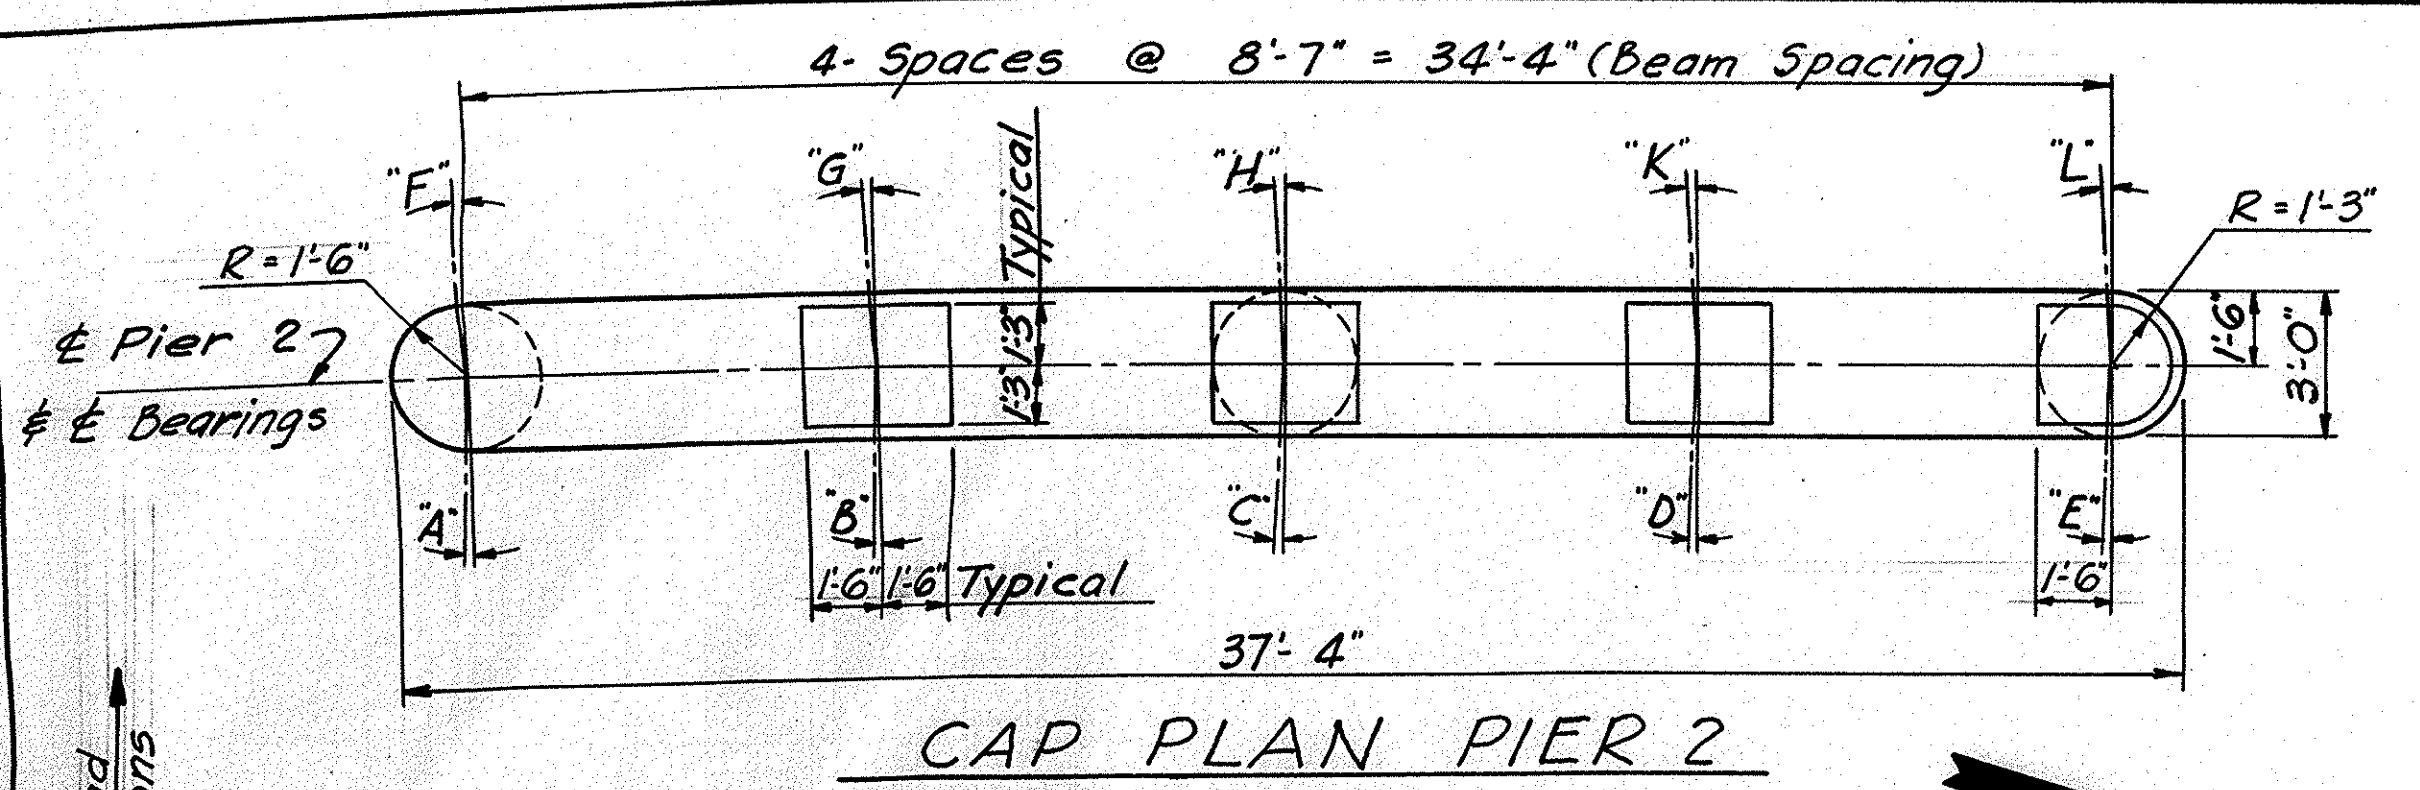 4- Spaces @ 8'-7" = 34'-4" (Beam Spacing)
"F" "G" "H" "K" "L"
Typical
R = 1'-6"
R = 1'-3"
℄ Pier 2
& ℄ Bearings
1'-3" 1'-3"
1'-6"
3'-0"
"A" "B" "C" "D" "E"
1'-6" 1'-6" Typical
1'-6"
37'- 4"
CAP PLAN PIER 2